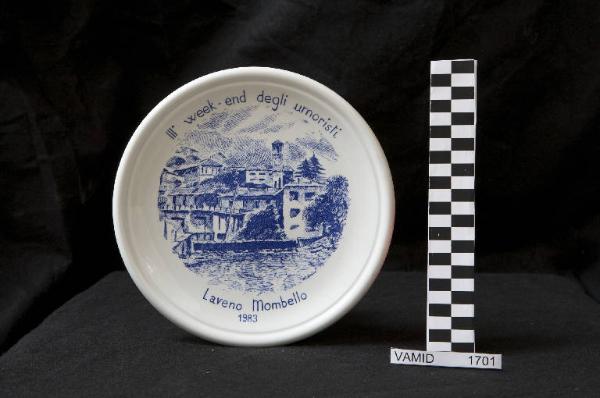 III° week-end degli umoristi
Laveno Mombello
1983
VAMID 1701